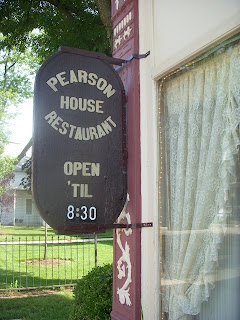 PEARSON
HOUSE
RESTAURANT
OPEN
'TIL
8:30